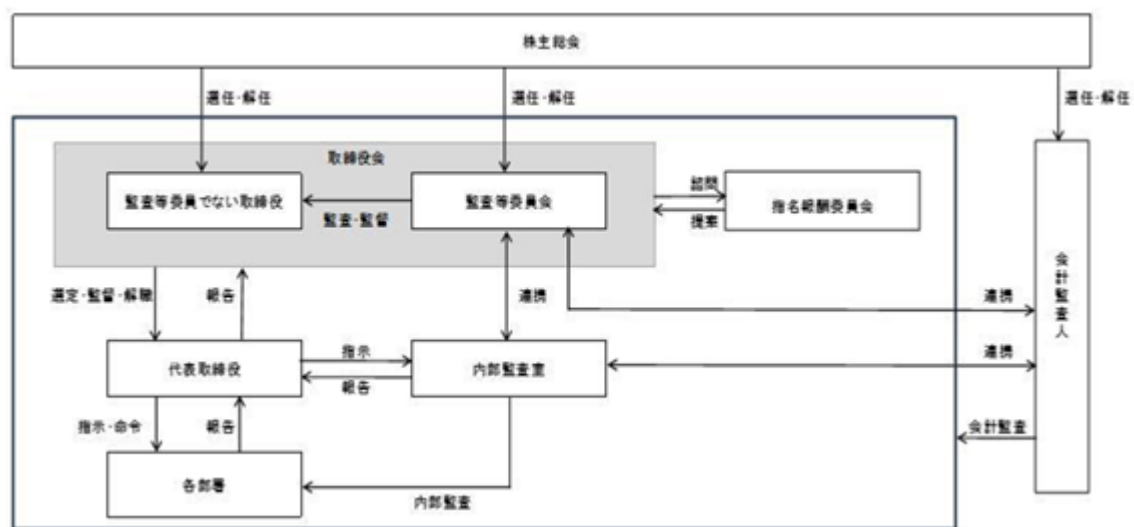 株主総会
選任・解任
選任・解任
選任・解任
取締役会
監査等委員でない取締役
監査等委員会
監査・監督
諮問
提案
指名報酬委員会
会計監査人
選定・監督・解職
報告
連携
連携
代表取締役
指示
報告
内部監査室
連携
指示・命令
報告
会計監査
各部署
内部監査